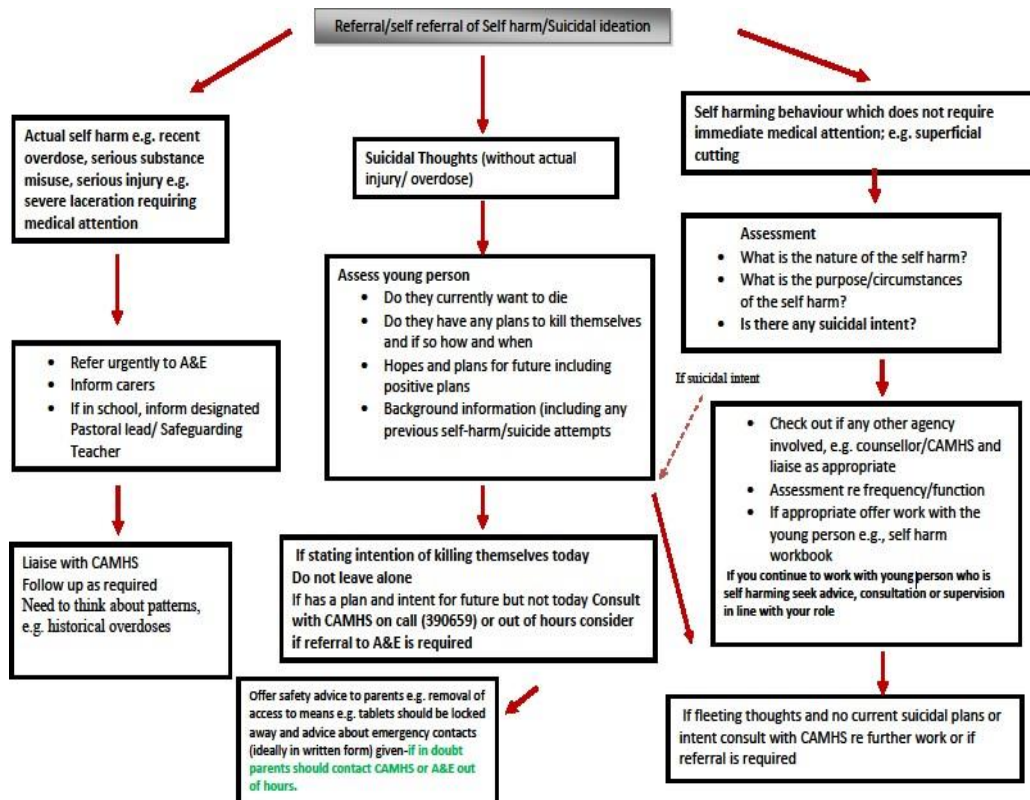 Referral/self referral of Self harm/Suicidal ideation
Actual self harm e.g. recent
overdose, serious substance
misuse, serious injury e.g.
severe laceration requiring
medical attention
• Refer urgently to A&E
• Inform carers
• If in school, inform designated
Pastoral lead/ Safeguarding
Teacher
Liaise with CAMHS
Follow up as required
Need to think about patterns,
e.g. historical overdoses
Suicidal Thoughts (without actual
injury/ overdose)
Assess young person
• Do they currently want to die
• Do they have any plans to kill themselves
and if so how and when
• Hopes and plans for future including
positive plans
• Background information (including any
previous self-harm/suicide attempts
If stating intention of killing themselves today
Do not leave alone
If has a plan and intent for future but not today Consult
with CAMHS on call (390659) or out of hours consider
if referral to A&E is required
Offer safety advice to parents e.g. removal of
access to means e.g. tablets should be locked
away and advice about emergency contacts
(ideally in written form) given-if in doubt
parents should contact CAMHS or A&E out
of hours.
Self harming behaviour which does not require
immediate medical attention; e.g. superficial
cutting
Assessment
• What is the nature of the self harm?
• What is the purpose/circumstances
of the self harm?
• Is there any suicidal intent?
If suicidal intent
• Check out if any other agency
involved, e.g. counsellor/CAMHS and
liaise as appropriate
• Assessment re frequency/function
• If appropriate offer work with the
young person e.g., self harm
workbook
If you continue to work with young person who is
self harming seek advice, consultation or supervision
in line with your role
If fleeting thoughts and no current suicidal plans or
intent consult with CAMHS re further work or if
referral is required